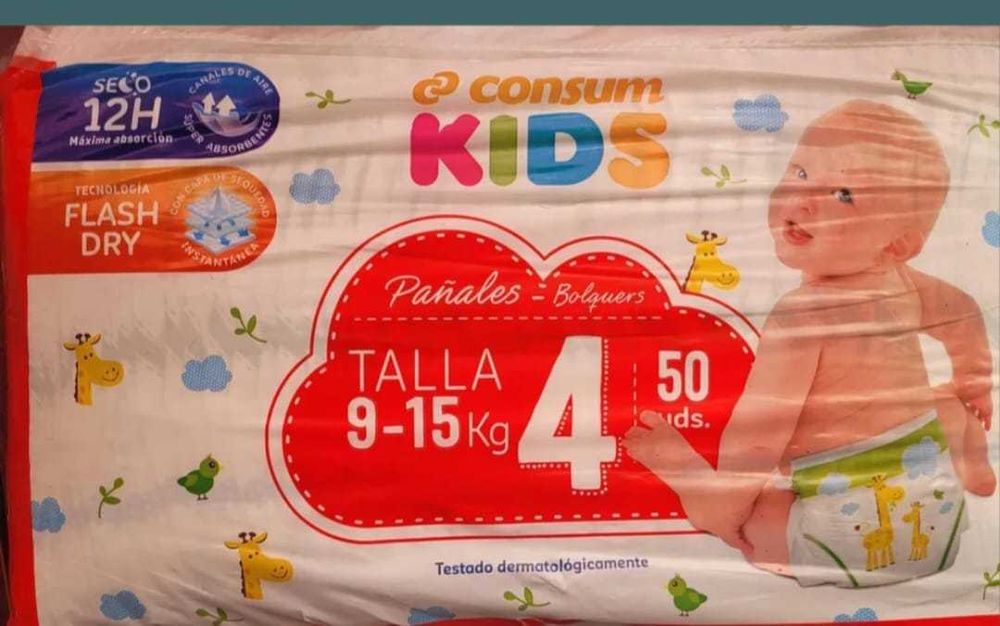 SECO
12H
Máxima absorción
CANALES DE AIRE
SÚPER ABSORBENTES
TECNOLOGÍA
FLASH
DRY
CON CAPA DE SEQUEDAD
INSTANTÁNEA
consum
KIDS
Pañales - Bolquers
TALLA
9-15 Kg
4
50
uds.
Testado dermatológicamente